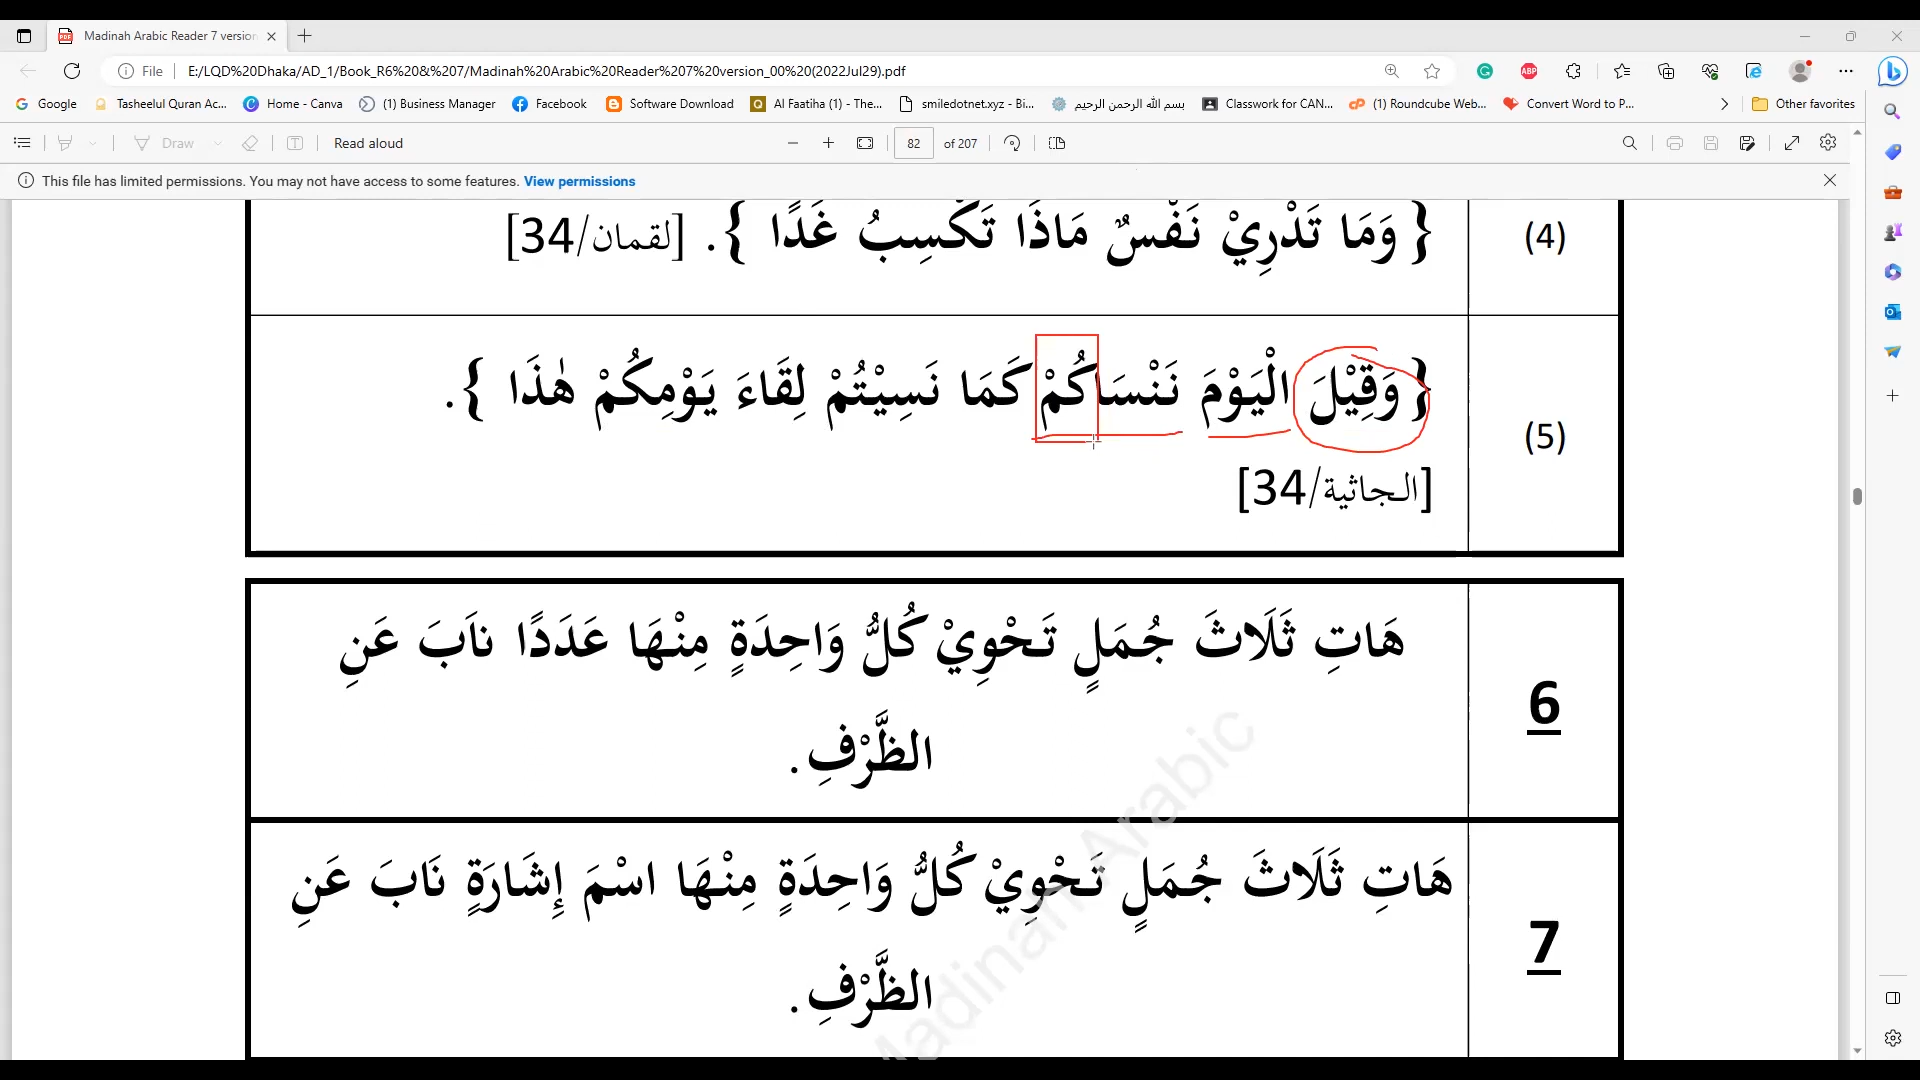 Madinah Arabic Reader 7 version
File
E:/LQD%20Dhaka/AD_1/Book_R6%20&%207/Madinah%20Arabic%20Reader%207%20version_00%20(2022Jul29).pdf
Google
Tasheelul Quran Ac...
Home - Canva
(1) Business Manager
Facebook
Software Download
Al Faatiha (1) - The...
smiledotnet.xyz - Bi...
بسم الله الرحمن الرحيم
Classwork for CAN...
(1) Roundcube Web...
Convert Word to P...
Other favorites
Draw
Read aloud
82
of 207
This file has limited permissions. You may not have access to some features. View permissions
(4) { وَمَا تَدْرِيْ نَفْسٌ مَاذَا تَكْسِبُ غَدًا }. [لقمان/34]
(5) {وَقِيْلَ الْيَوْمَ نَنْسَاكُمْ كَمَا نَسِيْتُمْ لِقَاءَ يَوْمِكُمْ هٰذَا }.
[الجاثية/34]
6 هَاتِ ثَلَاثَ جُمَلٍ تَحْوِيْ كُلُّ وَاحِدَةٍ مِنْهَا عَدَدًا نَابَ عَنِ
الظَّرْفِ.
7 هَاتِ ثَلَاثَ جُمَلٍ تَحْوِيْ كُلُّ وَاحِدَةٍ مِنْهَا اسْمَ إِشَارَةٍ نَابَ عَنِ
الظَّرْفِ.
Madinah Arabic